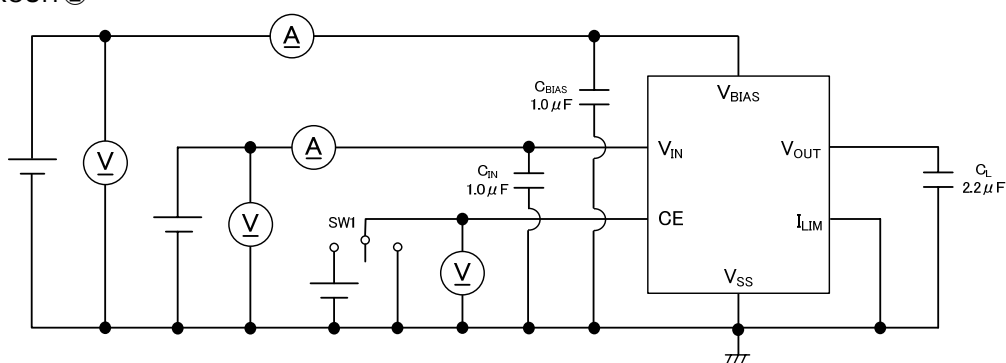 A
C_BIAS
1.0μF
V_BIAS
V
A
V_IN
V_OUT
C_IN
1.0μF
C_L
2.2μF
V
SW1
CE
I_LIM
V
V_SS